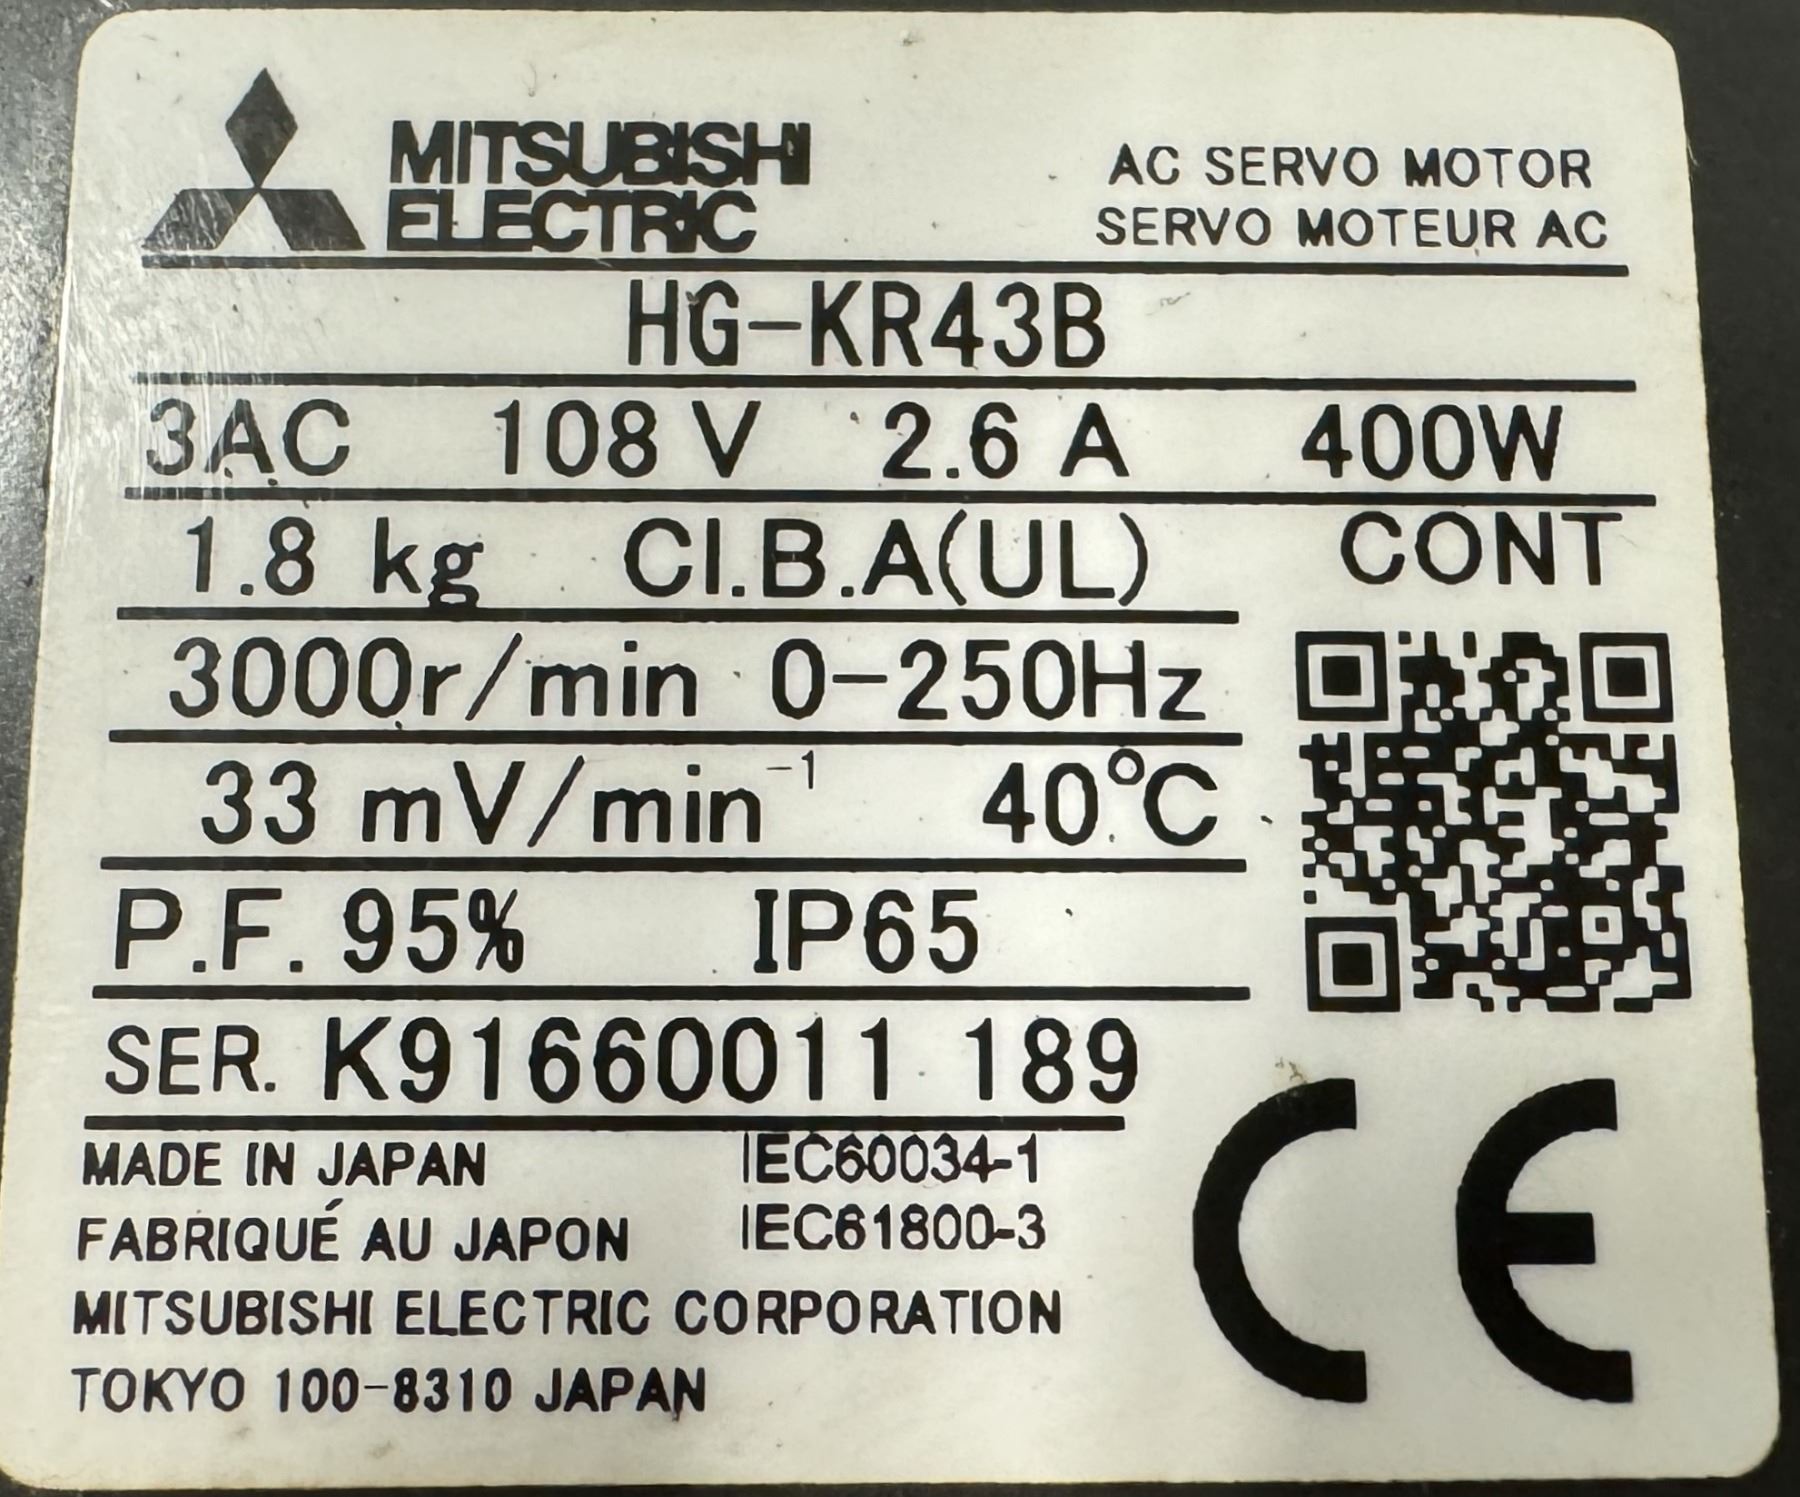 MITSUBISHI
ELECTRIC
AC SERVO MOTOR
SERVO MOTEUR AC
HG-KR43B
3AC 108 V 2.6 A 400W
1.8 kg Cl.B.A(UL) CONT
3000r/min 0-250Hz
33 mV/min⁻¹ 40°C
P.F. 95% IP65
SER. K91660011 189
MADE IN JAPAN IEC60034-1
FABRIQUÉ AU JAPON IEC61800-3
MITSUBISHI ELECTRIC CORPORATION
TOKYO 100-8310 JAPAN
CE